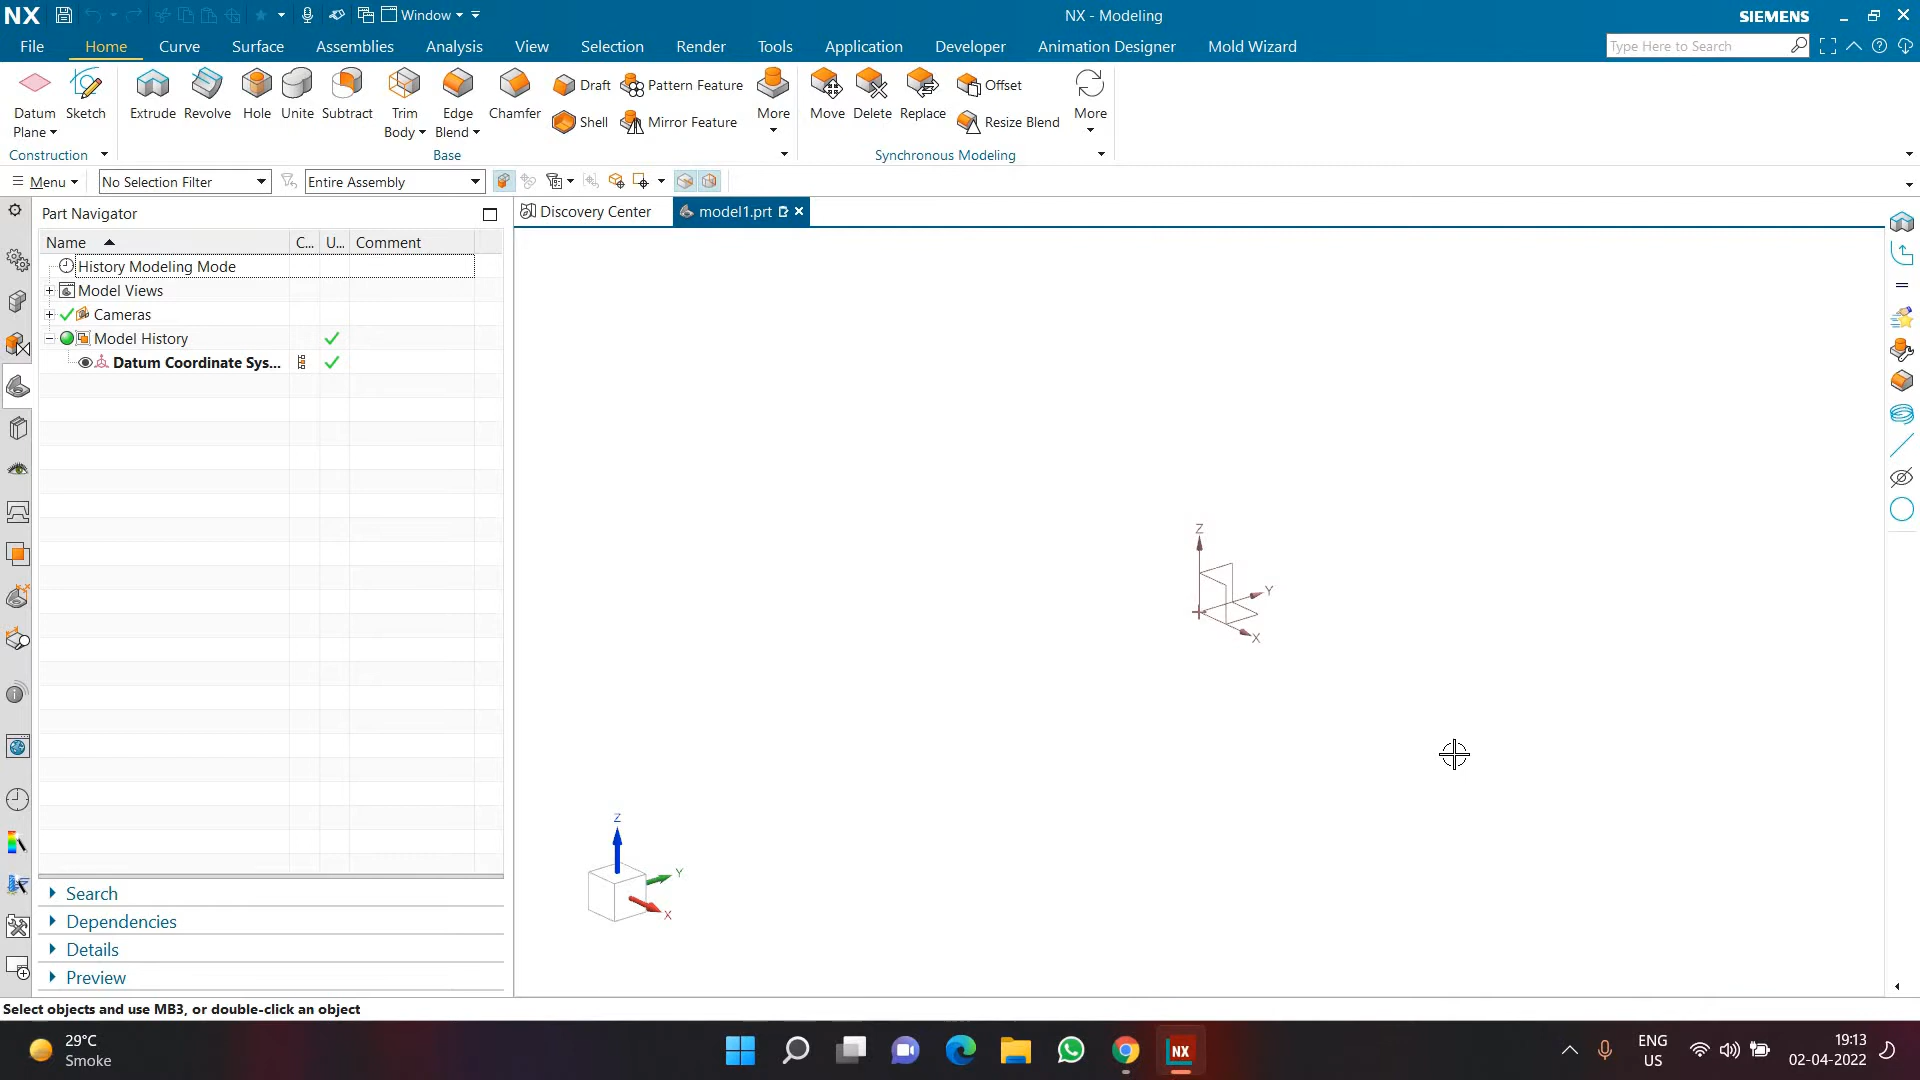 NX Window NX - Modeling SIEMENS
File Home Curve Surface Assemblies Analysis View Selection Render Tools Application Developer Animation Designer Mold Wizard Type Here to Search
Datum Plane Sketch Extrude Revolve Hole Unite Subtract Trim Body Edge Blend Chamfer Draft Shell Pattern Feature Mirror Feature More Move Delete Replace Offset Resize Blend More
Construction Base Synchronous Modeling
Menu No Selection Filter Entire Assembly
Part Navigator Discovery Center model1.prt
Name C... U... Comment
History Modeling Mode
Model Views
Cameras
Model History
Datum Coordinate Sys...
Z
Y
X
Z
Y
X
Search
Dependencies
Details
Preview
Select objects and use MB3, or double-click an object
29°C
Smoke
NX
ENG
US
19:13
02-04-2022